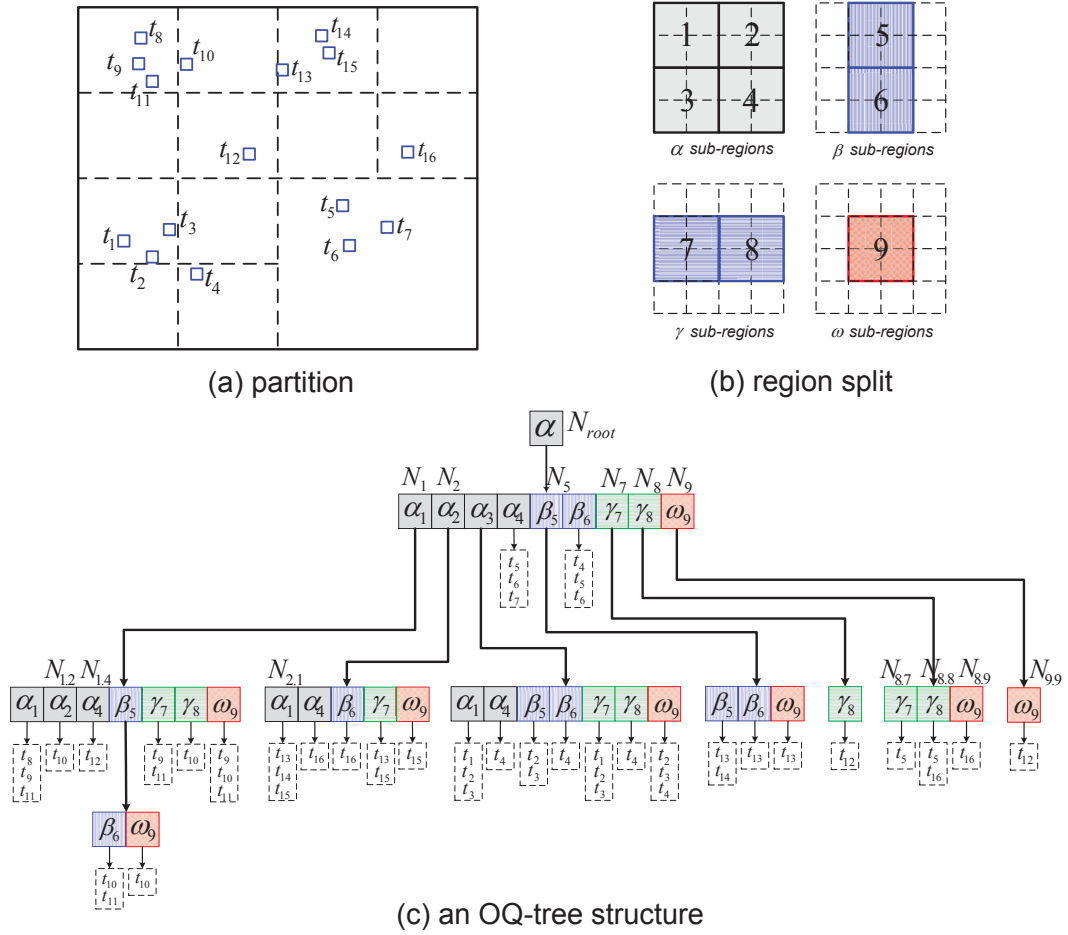 t8
t9
t10
t11
t14
t15
t13
t12
t16
t1
t2
t3
t4
t5
t6
t7
(a) partition
1 2
3 4
α sub-regions
5
6
β sub-regions
7 8
γ sub-regions
9
ω sub-regions
(b) region split
α N_root
N1 N2 N5 N7 N8 N9
α1 α2 α3 α4 β5 β6 γ7 γ8 ω9
t5
t6
t7
t4
t5
t6
N1.2 N1.4
α1 α2 α4 β5 γ7 γ8 ω9
t8
t9
t11
t10
t12
t9
t11
t10
t9
t10
t11
β6 ω9
t10
t11
t10
N2.1
α1 α4 β6 γ7 ω9
t13
t14
t15
t16
t16
t13
t15
t15
α1 α4 β5 β6 γ7 γ8 ω9
t1
t2
t3
t4
t2
t3
t4
t1
t2
t3
t4
t2
t3
t4
β5 β6 ω9
t13
t14
t13
t13
γ8
t12
N8.7 N8.8 N8.9
γ7 γ8 ω9
t5
t5
t16
t16
N9.9
ω9
t12
(c) an OQ-tree structure